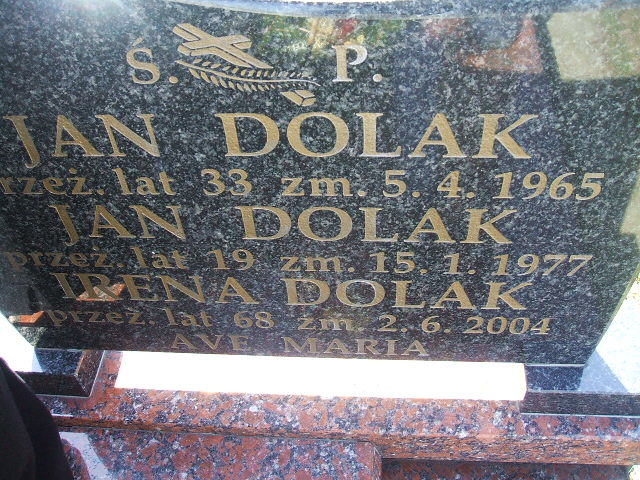 Ś. P.
JAN DOLAK
rzeż. lat 33 zm. 5. 4. 1965
JAN DOLAK
przeż. lat 19 zm. 15. 1. 1977
IRENA DOLAK
przeż. lat 68 zm. 2. 6. 2004
AVE MARIA